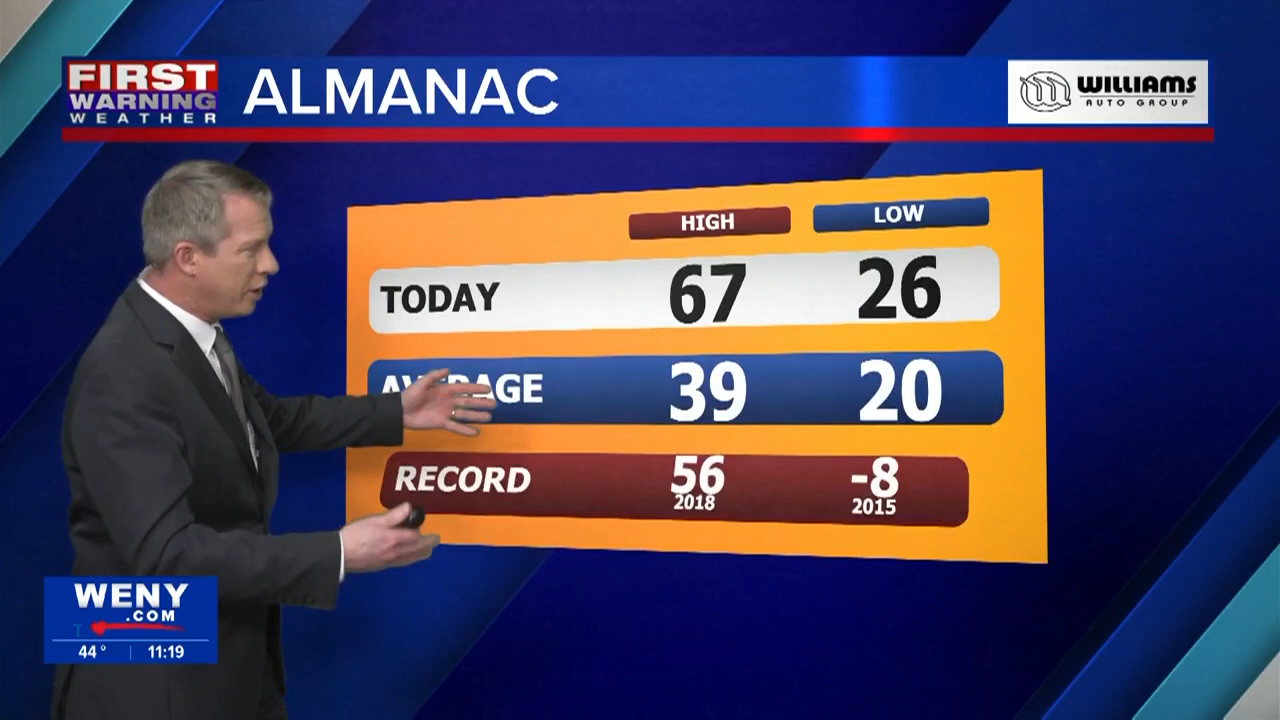 FIRST
WARNING
WEATHER
ALMANAC
WILLIAMS
AUTO GROUP
HIGH LOW
TODAY 67 26
AVERAGE 39 20
RECORD 56 -8
2018 2015
WENY
.COM
T
44° | 11:19